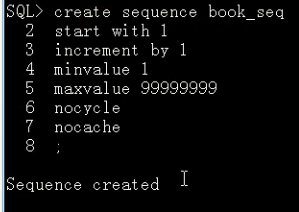 SQL> create sequence book_seq
2 start with 1
3 increment by 1
4 minvalue 1
5 maxvalue 99999999
6 nocycle
7 nocache
8 ;
Sequence created